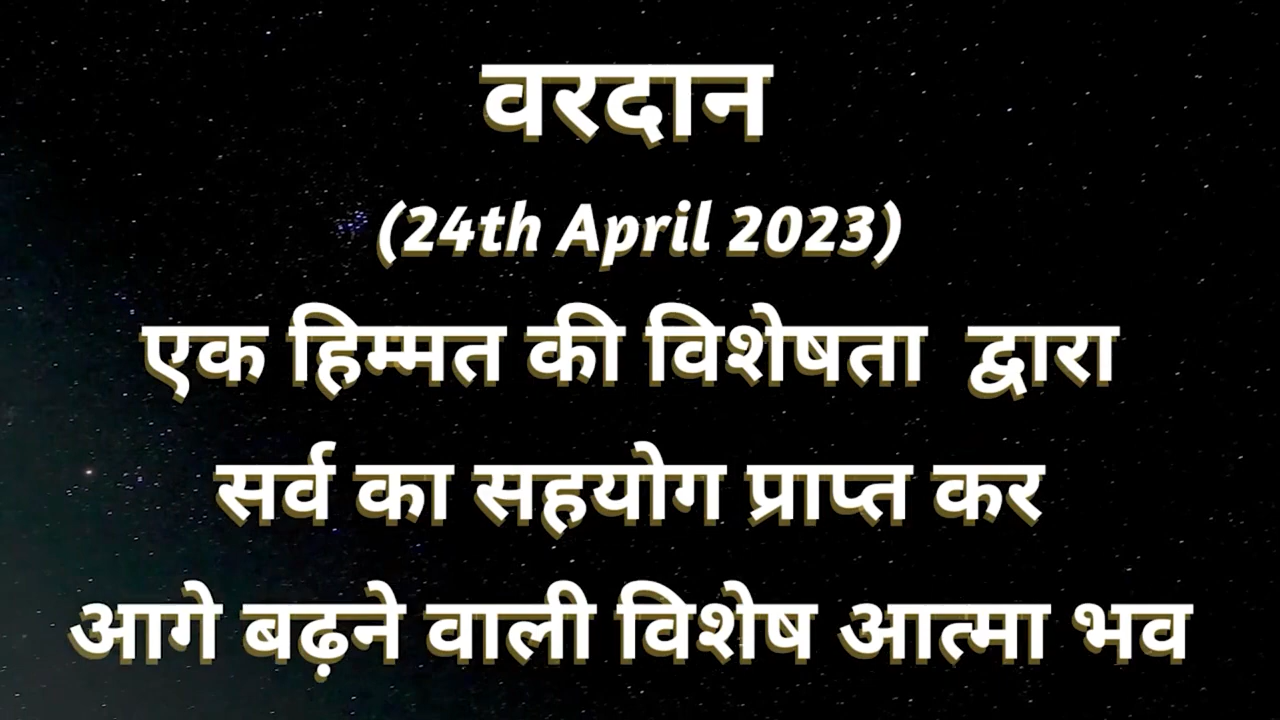 वरदान
(24th April 2023)
एक हिम्मत की विशेषता द्वारा
सर्व का सहयोग प्राप्त कर
आगे बढ़ने वाली विशेष आत्मा भव